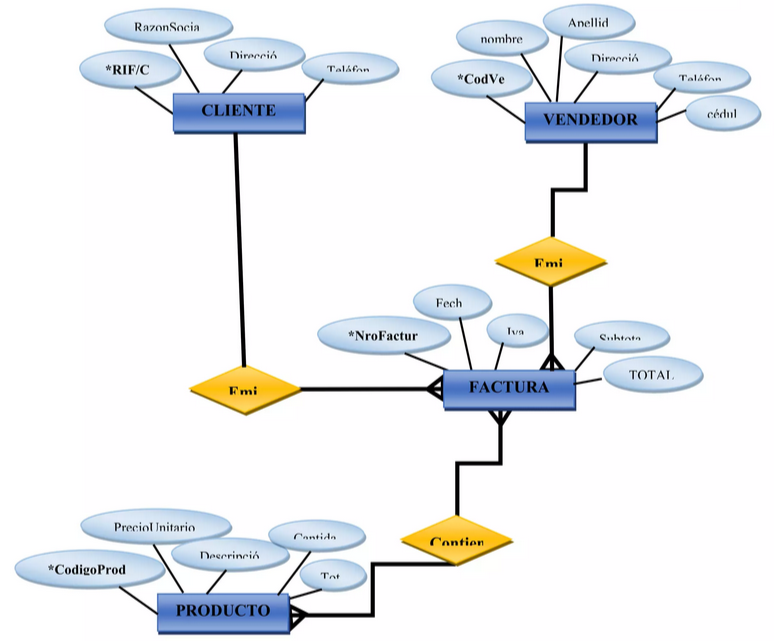 RazonSocia
Direcció
*RIF/C
Teléfon
CLIENTE
Apellid
nombre
Direcció
*CodVe
Teléfon
cédul
VENDEDOR
Emi
Fech
Iva
*NroFactur
Subtota
TOTAL
FACTURA
Emi
Contien
PrecioUnitario
Cantida
Descripció
*CodigoProd
Tot
PRODUCTO